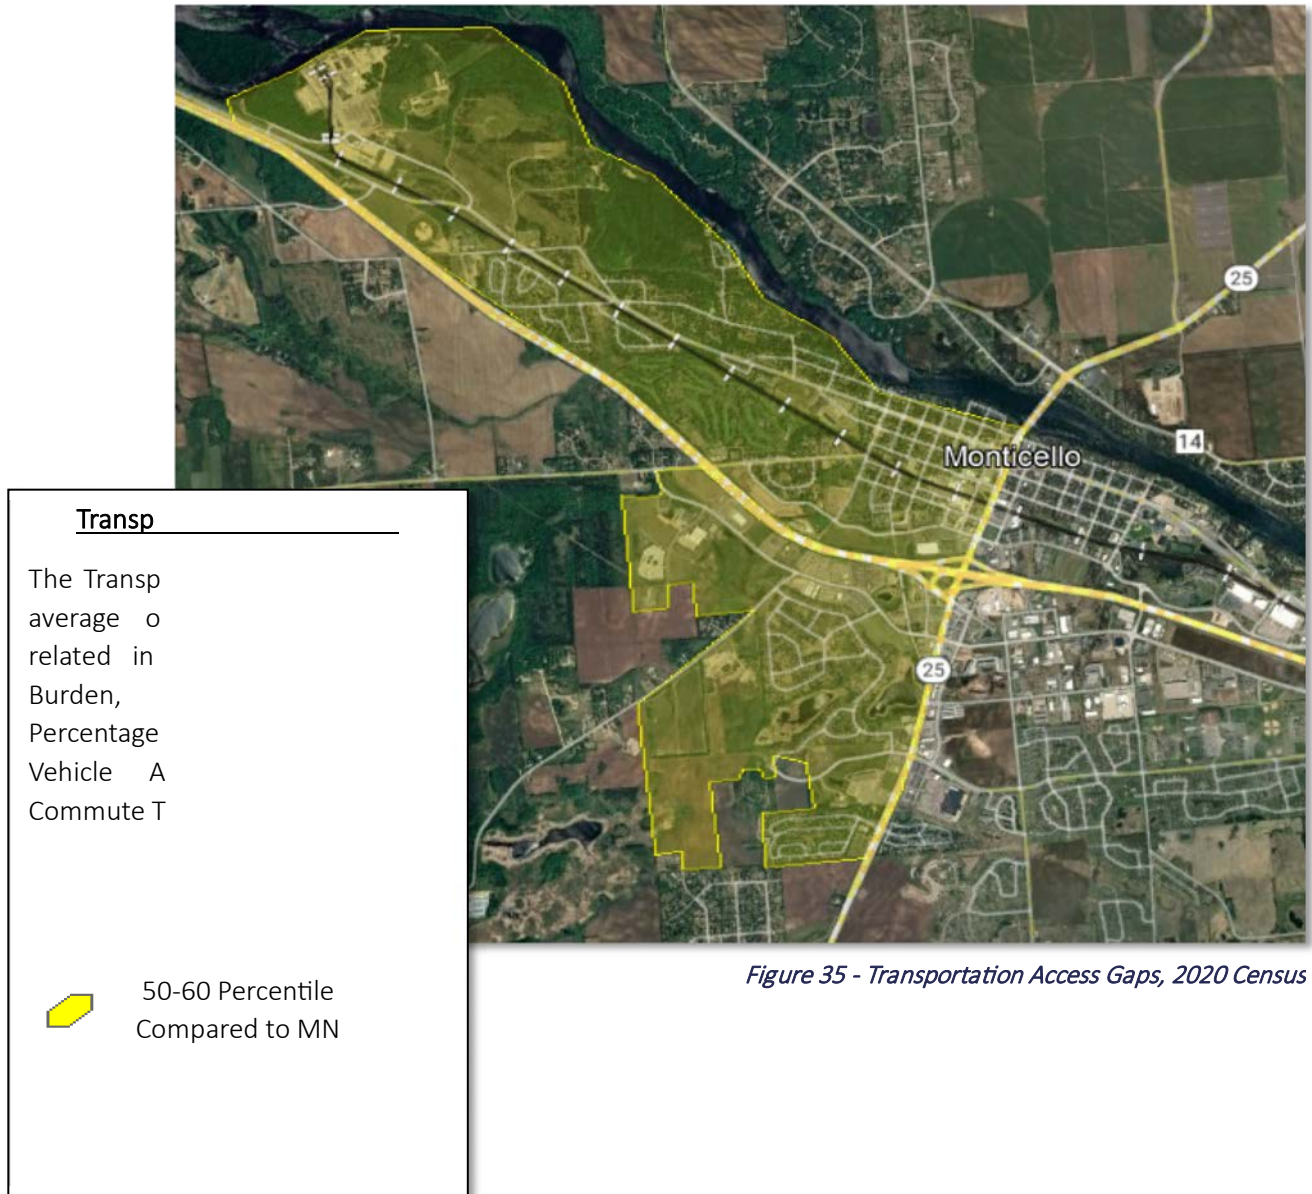 25
Monticello
14
25
Transp
The Transp
average o
related in
Burden,
Percentage
Vehicle A
Commute T
50-60 Percentile
Compared to MN
Figure 35 - Transportation Access Gaps, 2020 Census